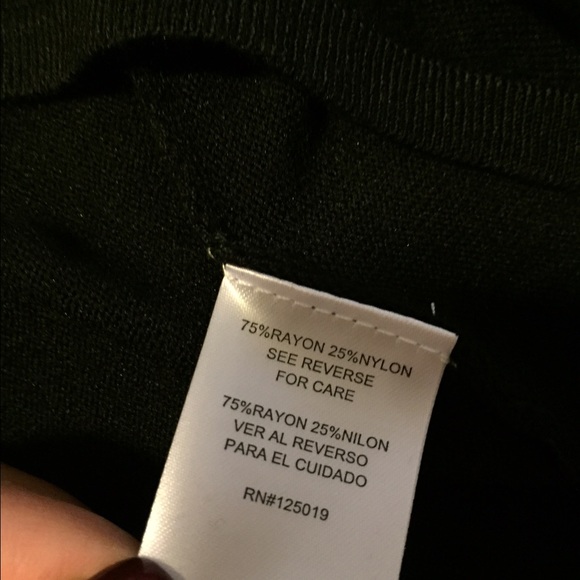 75%RAYON 25%NYLON
SEE REVERSE
FOR CARE
75%RAYON 25%NILON
VER AL REVERSO
PARA EL CUIDADO
RN#125019